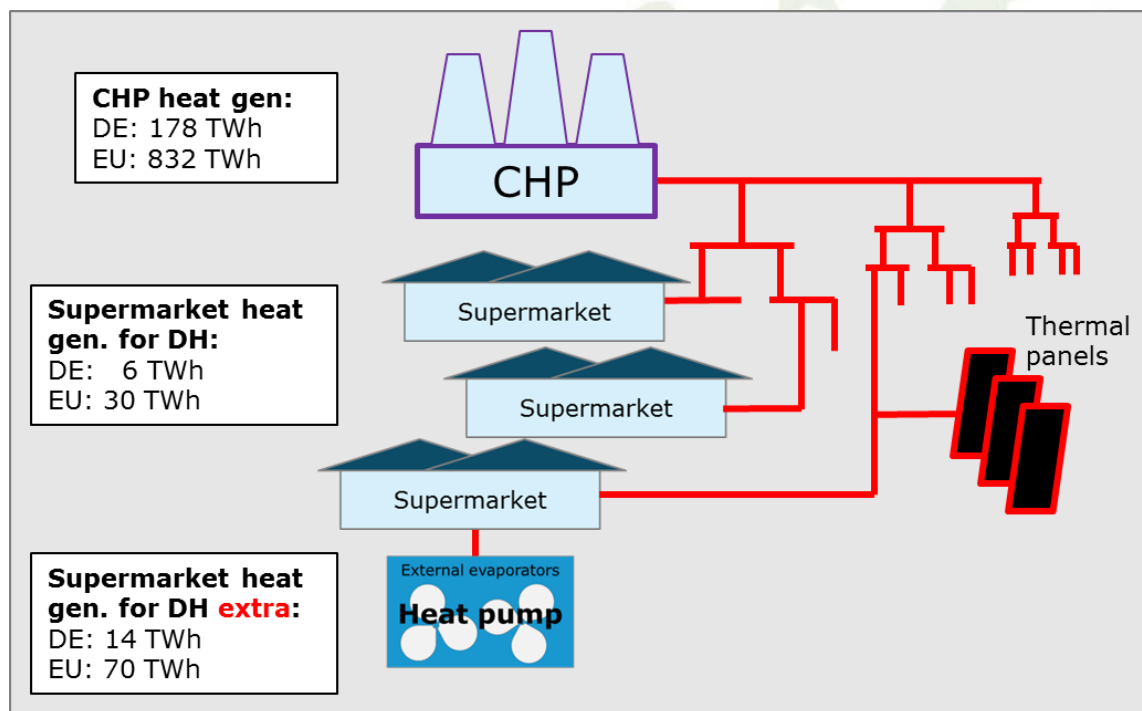 CHP heat gen:
DE: 178 TWh
EU: 832 TWh
CHP
Supermarket heat
gen. for DH:
DE: 6 TWh
EU: 30 TWh
Supermarket
Supermarket
Supermarket
Thermal
panels
Supermarket heat
gen. for DH extra:
DE: 14 TWh
EU: 70 TWh
External evaporators
Heat pump